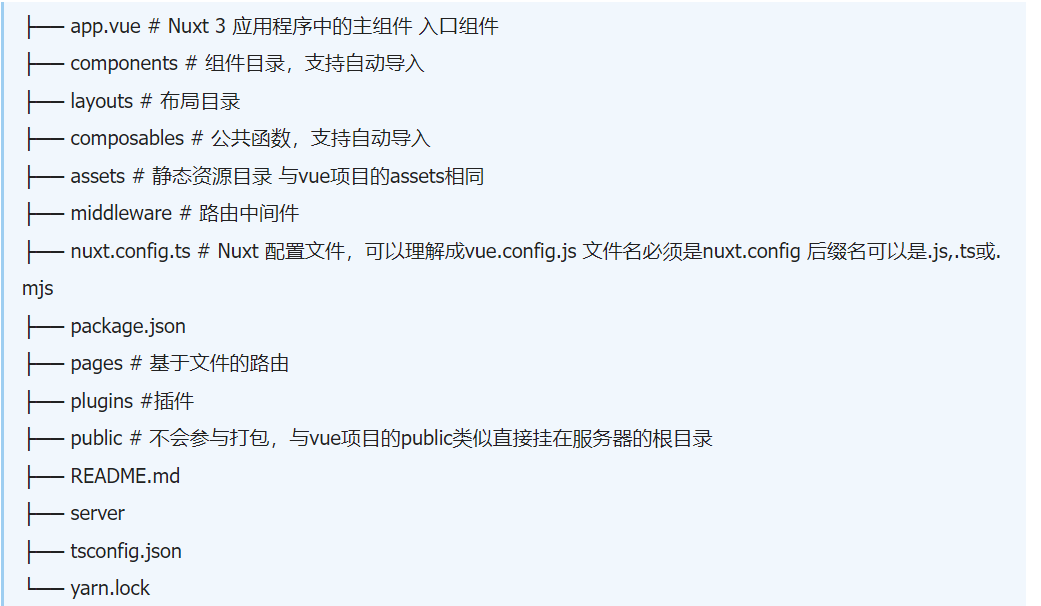 ├── app.vue # Nuxt 3 应用程序中的主组件 入口组件
├── components # 组件目录，支持自动导入
├── layouts # 布局目录
├── composables # 公共函数，支持自动导入
├── assets # 静态资源目录 与vue项目的assets相同
├── middleware # 路由中间件
├── nuxt.config.ts # Nuxt 配置文件，可以理解成vue.config.js 文件名必须是nuxt.config 后缀名可以是.js,.ts或.
mjs
├── package.json
├── pages # 基于文件的路由
├── plugins #插件
├── public # 不会参与打包，与vue项目的public类似直接挂在服务器的根目录
├── README.md
├── server
├── tsconfig.json
└── yarn.lock